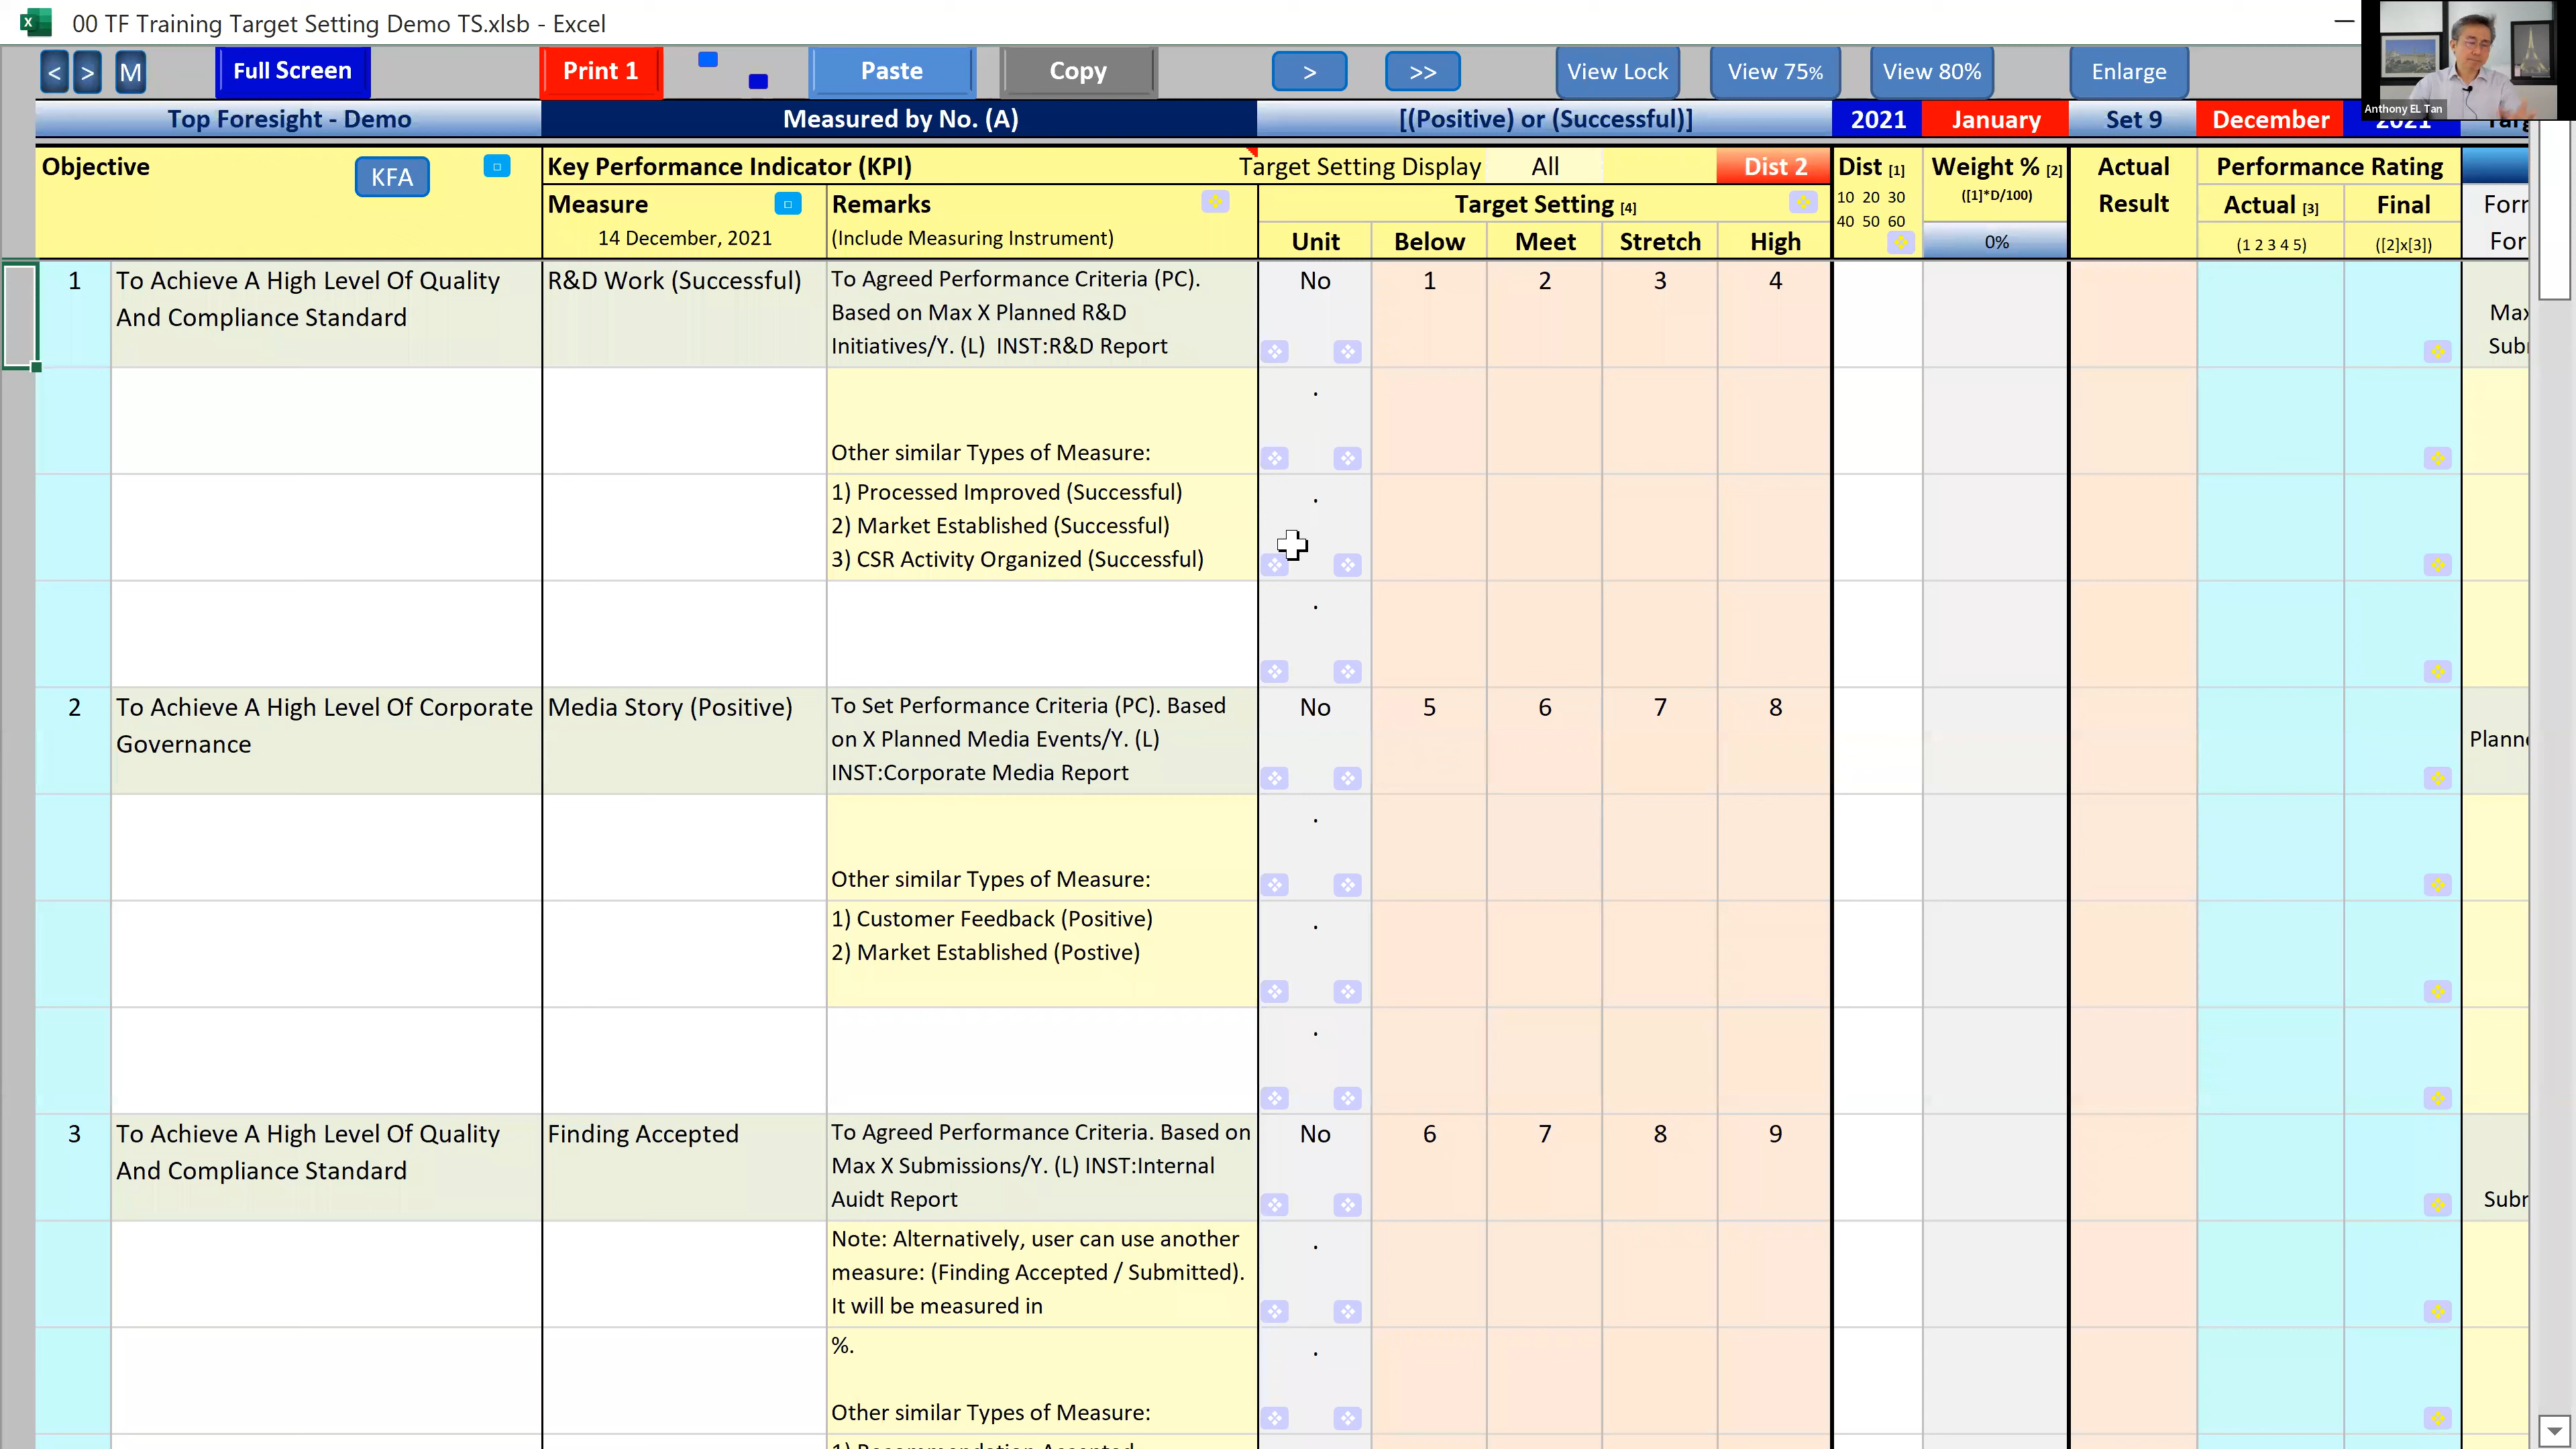 00 TF Training Target Setting Demo TS.xlsb - Excel
< > M Full Screen Print 1 Paste Copy > >> View Lock View 75% View 80% Enlarge
Anthony EL Tan
Top Foresight - Demo Measured by No. (A) [(Positive) or (Successful)] 2021 January Set 9 December 2021
Objective KFA Key Performance Indicator (KPI) Target Setting Display All Dist 2 Dist [1] Weight % [2] Actual Performance Rating
Measure Remarks Target Setting [4] 10 20 30 ([1]*D/100) Result Actual [3] Final
14 December, 2021 (Include Measuring Instrument) Unit Below Meet Stretch High 40 50 60 0% (1 2 3 4 5) ([2]x[3])
1 To Achieve A High Level Of Quality R&D Work (Successful) To Agreed Performance Criteria (PC). No 1 2 3 4
And Compliance Standard Based on Max X Planned R&D
Initiatives/Y. (L) INST:R&D Report
Other similar Types of Measure:
1) Processed Improved (Successful)
2) Market Established (Successful)
3) CSR Activity Organized (Successful)
2 To Achieve A High Level Of Corporate Media Story (Positive) To Set Performance Criteria (PC). Based No 5 6 7 8
Governance on X Planned Media Events/Y. (L)
INST:Corporate Media Report
Other similar Types of Measure:
1) Customer Feedback (Positive)
2) Market Established (Postive)
3 To Achieve A High Level Of Quality Finding Accepted To Agreed Performance Criteria. Based on No 6 7 8 9
And Compliance Standard Max X Submissions/Y. (L) INST:Internal
Auidt Report
Note: Alternatively, user can use another
measure: (Finding Accepted / Submitted).
It will be measured in
%.
Other similar Types of Measure: